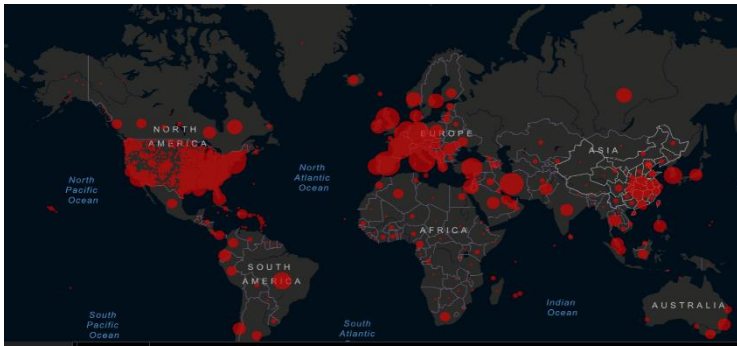 NORTH
AMERICA
EUROPE
ASIA
North
Pacific
Ocean
North
Atlantic
Ocean
AFRICA
SOUTH
AMERICA
Indian
Ocean
AUSTRALIA
South
Pacific
Ocean
South
Atlantic